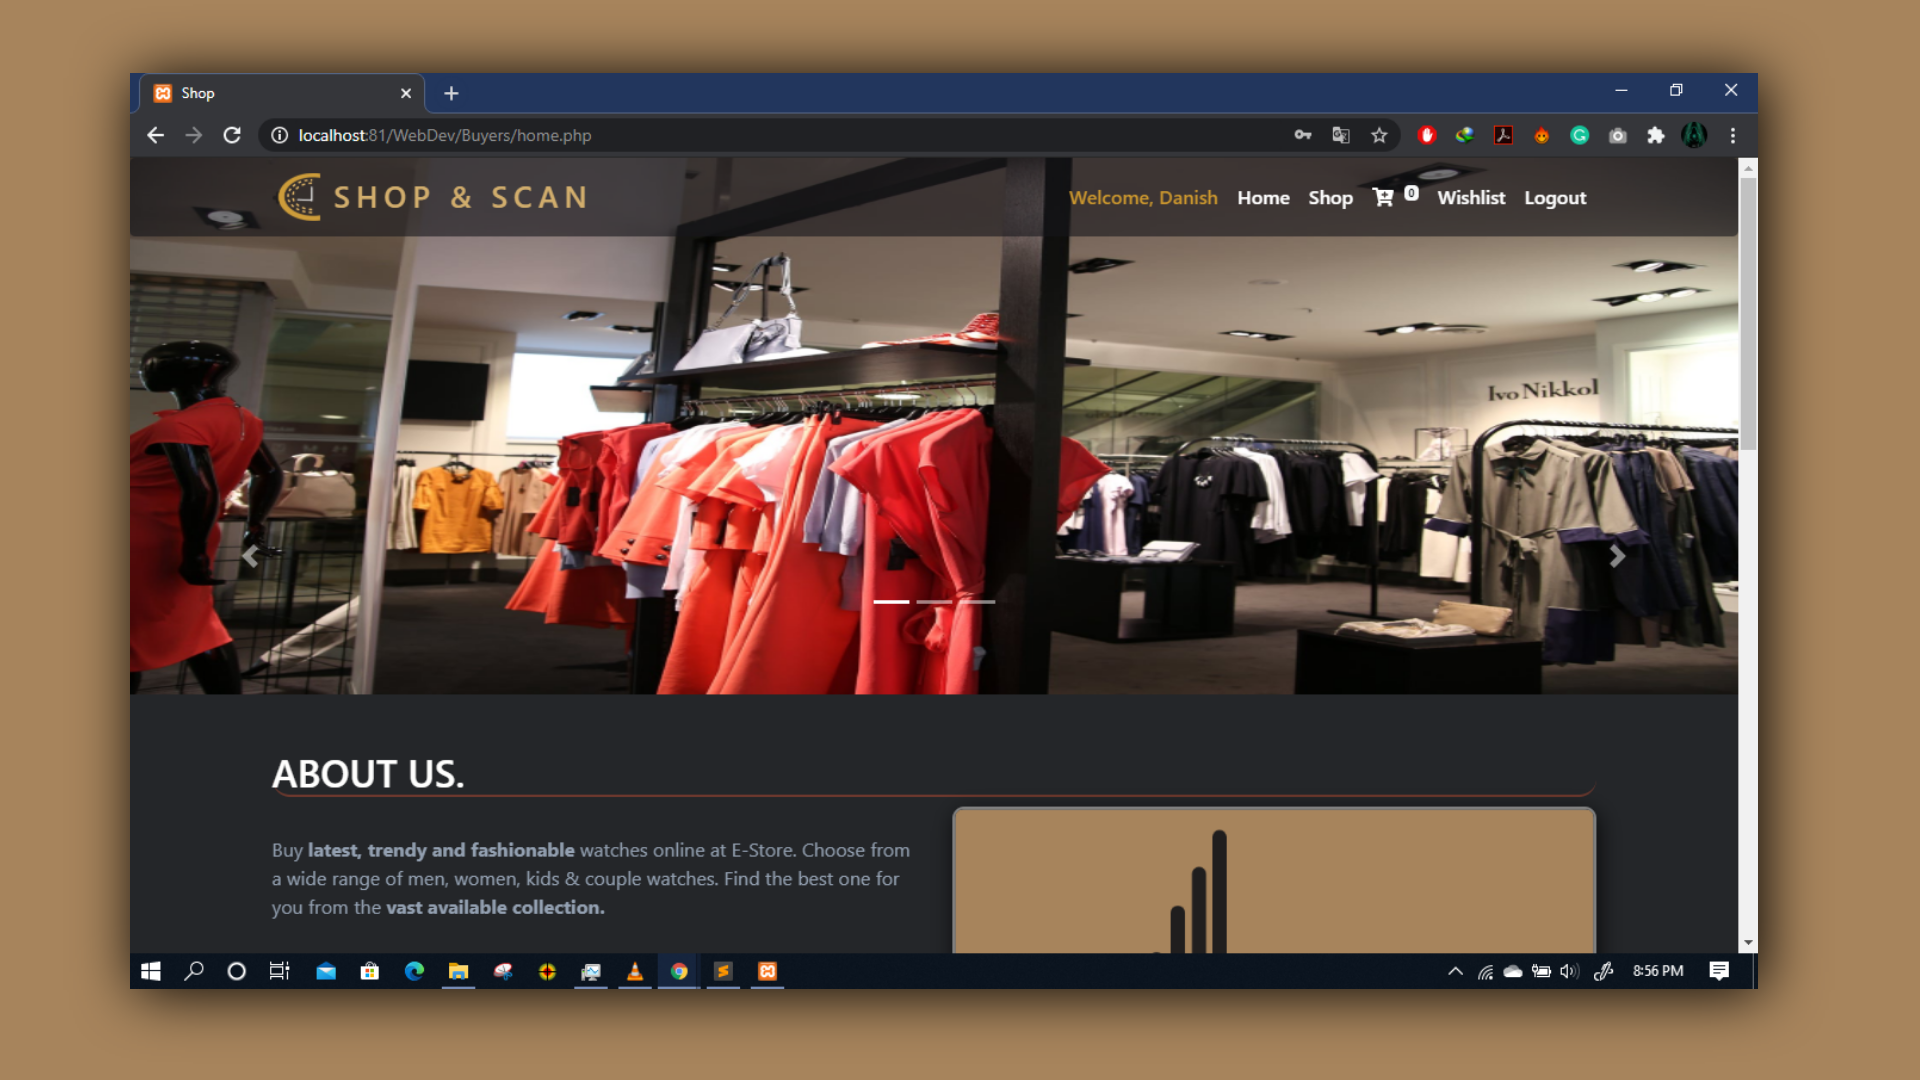 Shop
localhost:81/WebDev/Buyers/home.php
SHOP & SCAN
Welcome, Danish Home Shop 0 Wishlist Logout
Ivo Nikkol
ABOUT US.
Buy latest, trendy and fashionable watches online at E-Store. Choose from
a wide range of men, women, kids & couple watches. Find the best one for
you from the vast available collection.
8:56 PM